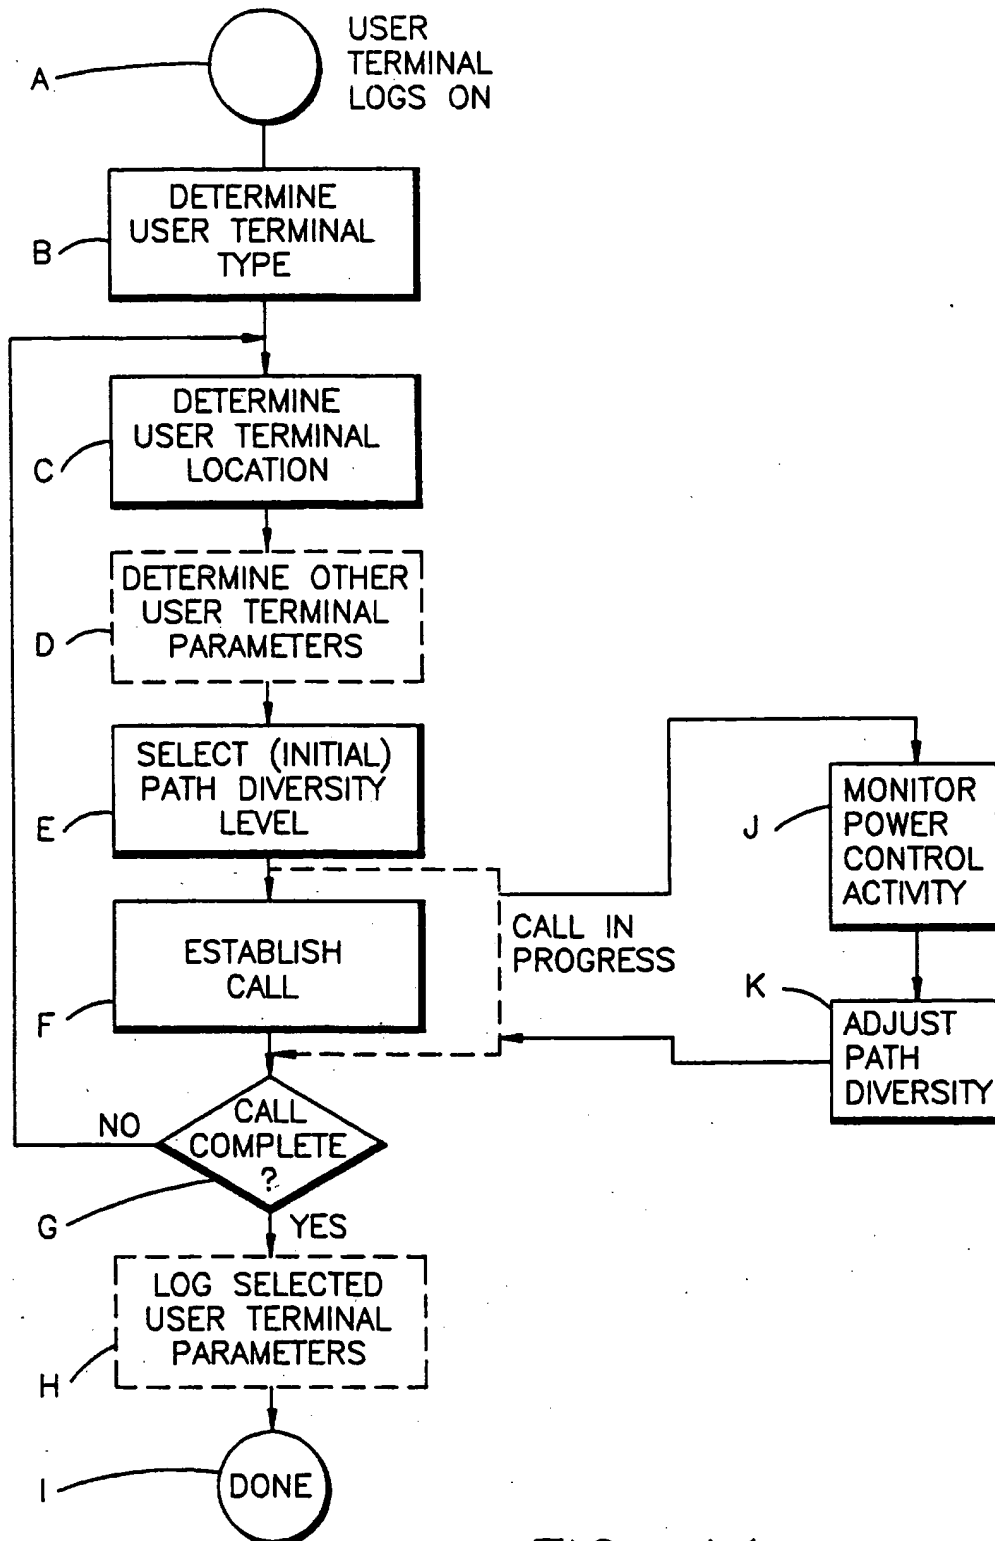 USER
TERMINAL
LOGS ON
A
DETERMINE
USER TERMINAL
TYPE
B
DETERMINE
USER TERMINAL
LOCATION
C
DETERMINE OTHER
USER TERMINAL
PARAMETERS
D
SELECT (INITIAL)
PATH DIVERSITY
LEVEL
E
MONITOR
POWER
CONTROL
ACTIVITY
J
ESTABLISH
CALL
F
CALL IN
PROGRESS
K
ADJUST
PATH
DIVERSITY
NO
CALL
COMPLETE
?
G
YES
LOG SELECTED
USER TERMINAL
PARAMETERS
H
DONE
I